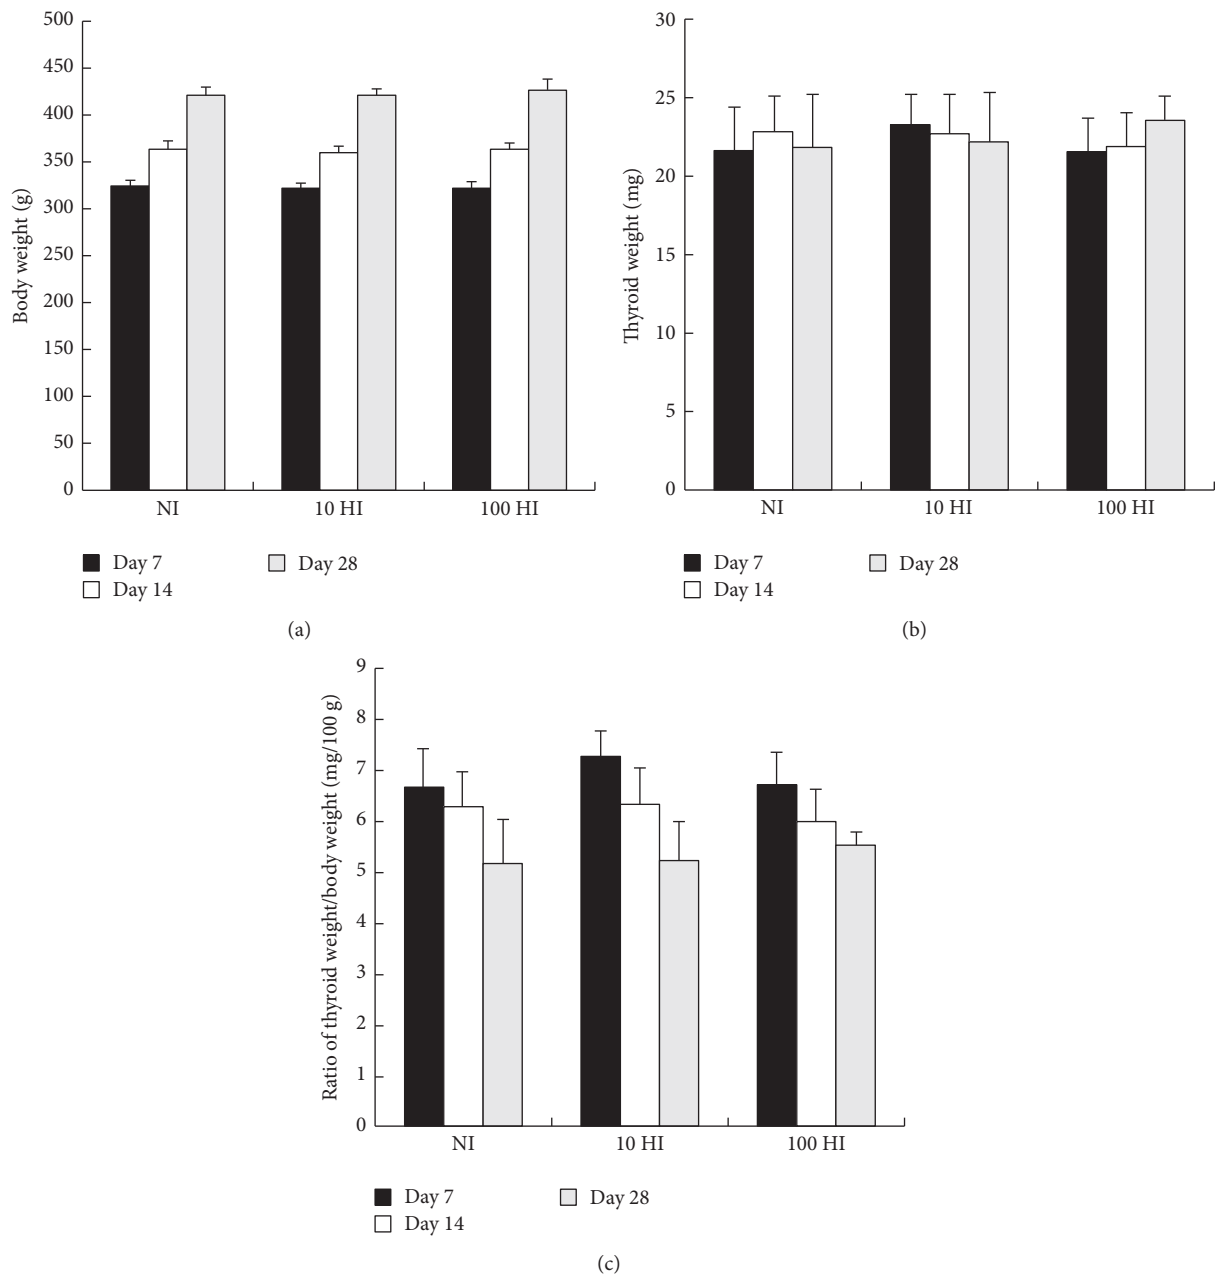 500
450
400
350
300
250
200
150
100
50
0
Body weight (g)
NI 10 HI 100 HI
Day 7 Day 28
Day 14
(a)
30
25
20
15
10
5
0
Thyroid weight (mg)
NI 10 HI 100 HI
Day 7 Day 28
Day 14
(b)
9
8
7
6
5
4
3
2
1
0
Ratio of thyroid weight/body weight (mg/100 g)
NI 10 HI 100 HI
Day 7 Day 28
Day 14
(c)